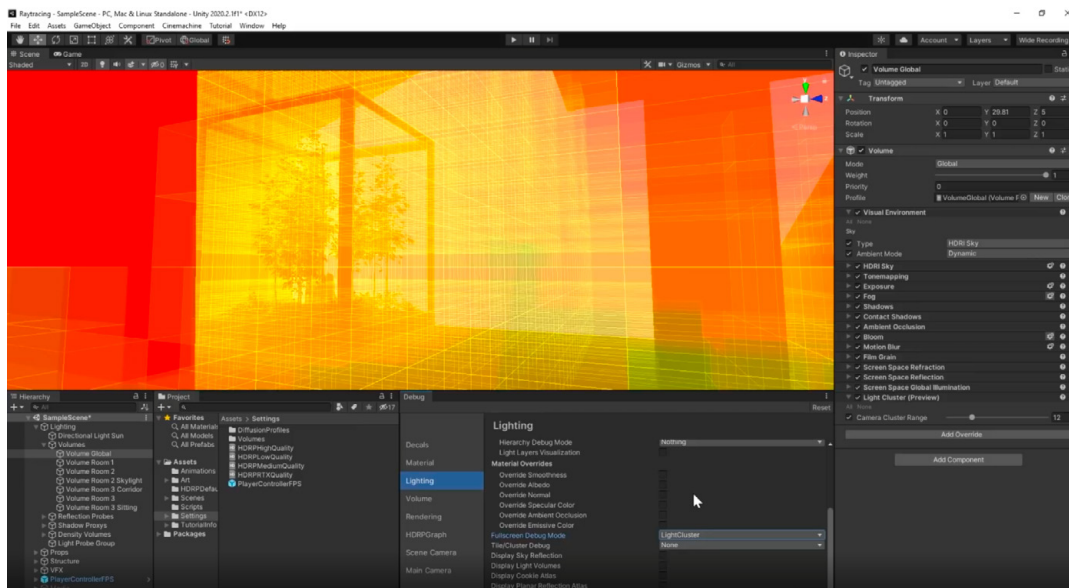 Raytracing - SampleScene - PC, Mac & Linux Standalone - Unity 2020.2.1f1* <DX12>
File Edit Assets GameObject Component Cinemachine Tutorial Window Help
Pivot Global
Account Layers Wide Recording
Scene Game
Shaded 2D Gizmos All
Inspector
Volume Global
Tag Untagged Layer Default
Transform
Position X 0 Y 29.81 Z 5
Rotation X 0 Y 0 Z 0
Scale X 1 Y 1 Z 1
Volume
Mode Global
Weight 1
Priority 0
Profile VolumeGlobal (Volume P New Clo
Visual Environment
All None
Sky
Type HDRI Sky
Ambient Mode Dynamic
HDRI Sky
Tonemapping
Exposure
Fog
Shadows
Contact Shadows
Ambient Occlusion
Bloom
Motion Blur
Film Grain
Screen Space Refraction
Screen Space Reflection
Screen Space Global Illumination
Light Cluster (Preview)
All None
Camera Cluster Range 12
Add Override
Add Component
Hierarchy
All
SampleScene*
Lighting
Directional Light Sun
Volumes
Volume Global
Volume Room 1
Volume Room 2
Volume Room 2 Skylight
Volume Room 3 Corridor
Volume Room 3
Volume Room 3 Sitting
Reflection Probes
Shadow Proxys
Density Volumes
Light Probe Group
Props
Structure
VFX
PlayerControllerFPS
Project
17
Favorites
All Materials
All Models
All Prefabs
Assets
Animations
Art
HDRPDefau
Scenes
Scripts
Settings
TutorialInfo
Packages
Assets > Settings
DiffusionProfiles
Volumes
HDRPHighQuality
HDRPLowQuality
HDRPMediumQuality
HDRPRTXQuality
PlayerControllerFPS
Debug
Reset
Decals
Material
Lighting
Volume
Rendering
HDRPGraph
Scene Camera
Main Camera
Lighting
Hierarchy Debug Mode Nothing
Light Layers Visualization
Material Overrides
Override Smoothness
Override Albedo
Override Normal
Override Specular Color
Override Ambient Occlusion
Override Emissive Color
Fullscreen Debug Mode LightCluster
Tile/Cluster Debug None
Display Sky Reflection
Display Light Volumes
Display Cookie Atlas
Display Planar Reflection Atlas